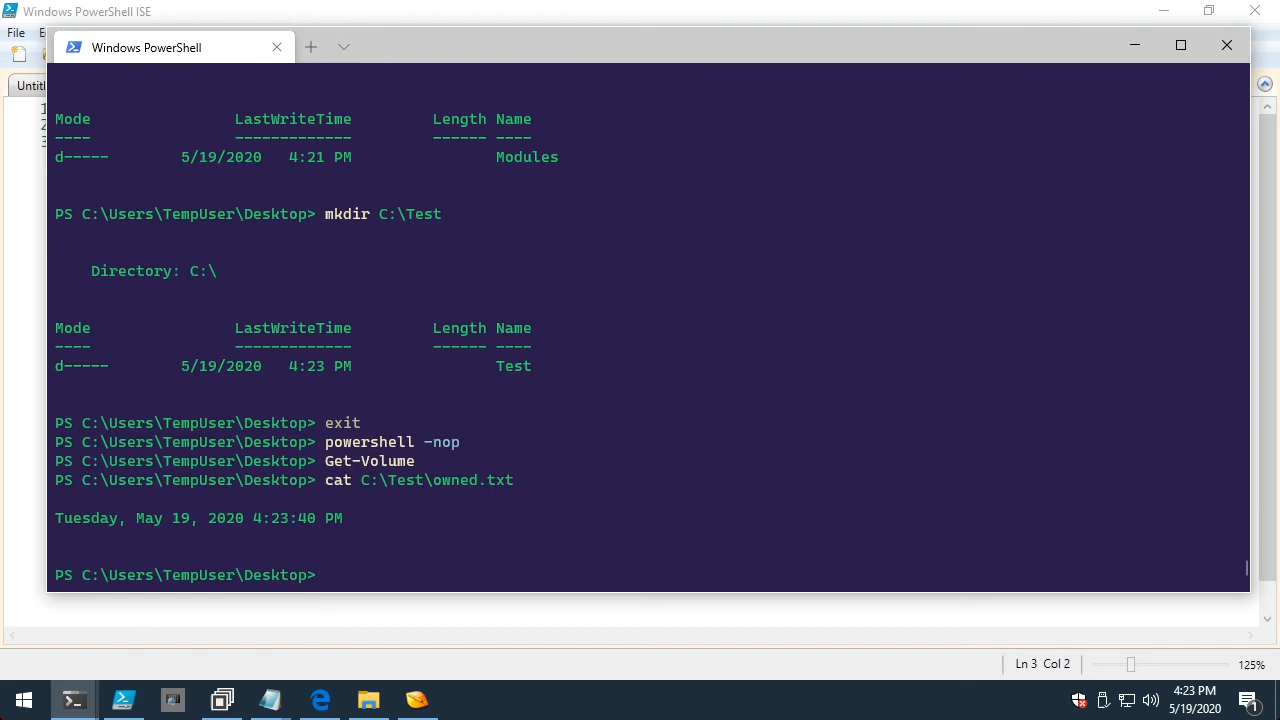 Windows PowerShell ISE
File
Windows PowerShell
Untitl
1
2
3
Mode                LastWriteTime         Length Name
----                -------------         ------ ----
d-----        5/19/2020   4:21 PM                Modules
PS C:\Users\TempUser\Desktop> mkdir C:\Test
    Directory: C:\
Mode                LastWriteTime         Length Name
----                -------------         ------ ----
d-----        5/19/2020   4:23 PM                Test
PS C:\Users\TempUser\Desktop> exit
PS C:\Users\TempUser\Desktop> powershell -nop
PS C:\Users\TempUser\Desktop> Get-Volume
PS C:\Users\TempUser\Desktop> cat C:\Test\owned.txt
Tuesday, May 19, 2020 4:23:40 PM
PS C:\Users\TempUser\Desktop>
Ln 3 Col 2
125%
4:23 PM
5/19/2020
1